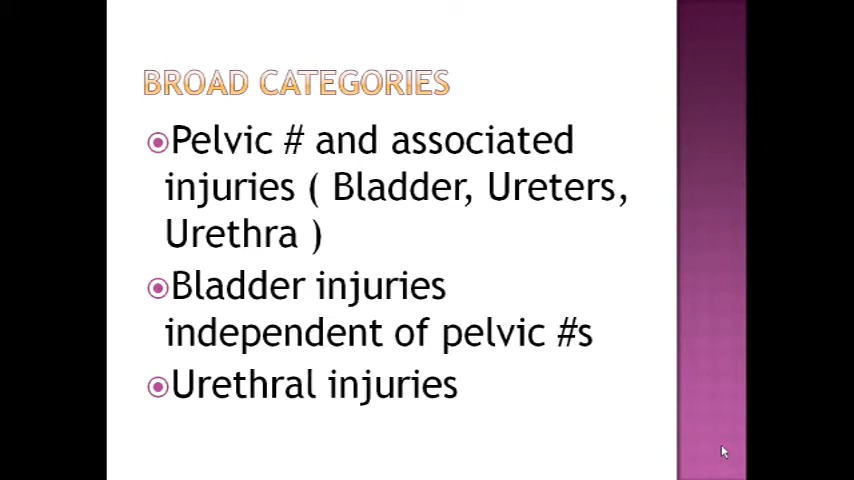 BROAD CATEGORIES
Pelvic # and associated
injuries ( Bladder, Ureters,
Urethra )
Bladder injuries
independent of pelvic #s
Urethral injuries